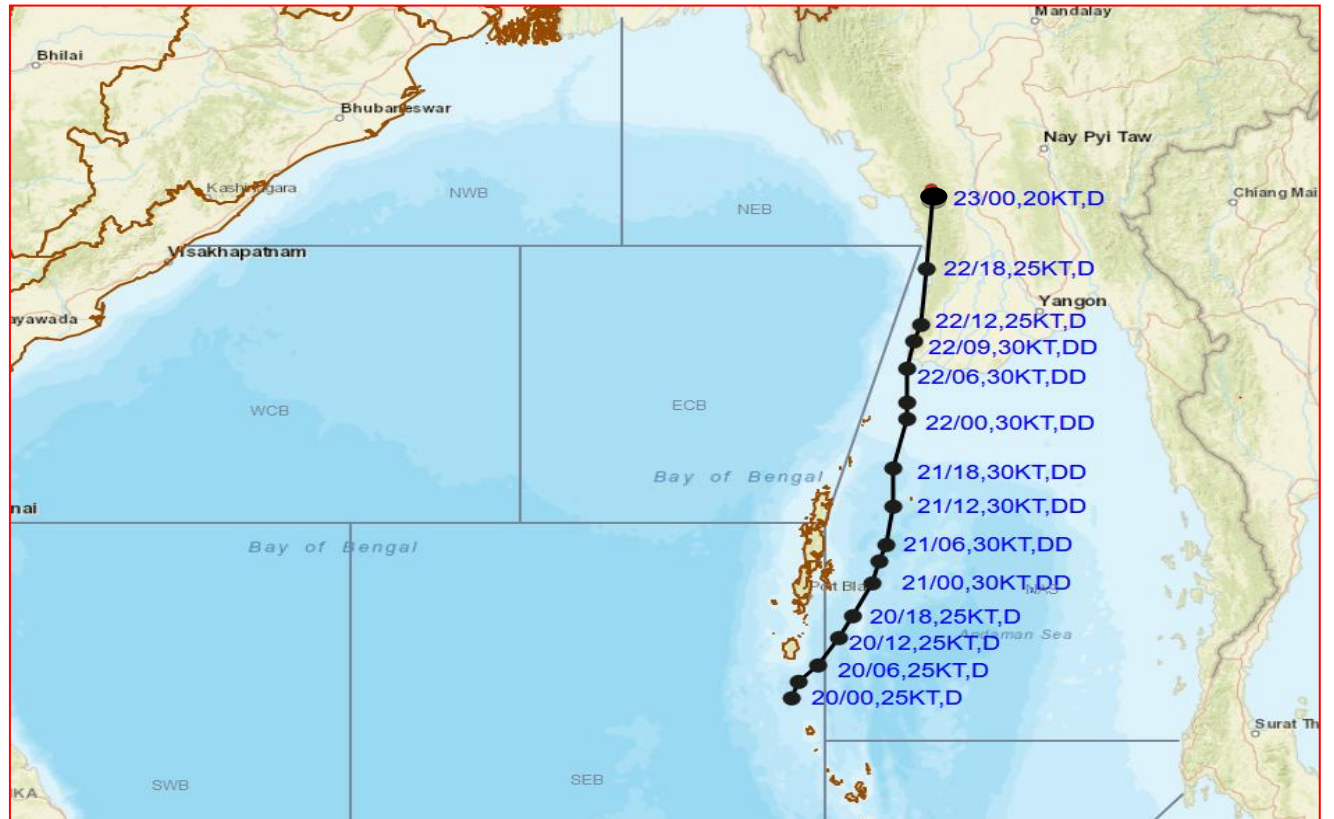 Mandalay
Bhilai
Bhubaneswar
Nay Pyi Taw
Kashinagara
NWB
NEB
23/00,20KT,D
Chiang Mai
Visakhapatnam
22/18,25KT,D
Yangon
ayawada
22/12,25KT,D
22/09,30KT,DD
22/06,30KT,DD
WCB
ECB
22/00,30KT,DD
Bay of Bengal
21/18,30KT,DD
nai
21/12,30KT,DD
Bay of Bengal
21/06,30KT,DD
Port Bla
21/00,30KT,DD
NAS
20/18,25KT,D
Andaman Sea
20/12,25KT,D
20/06,25KT,D
20/00,25KT,D
Surat Th
SWB
SEB
KA